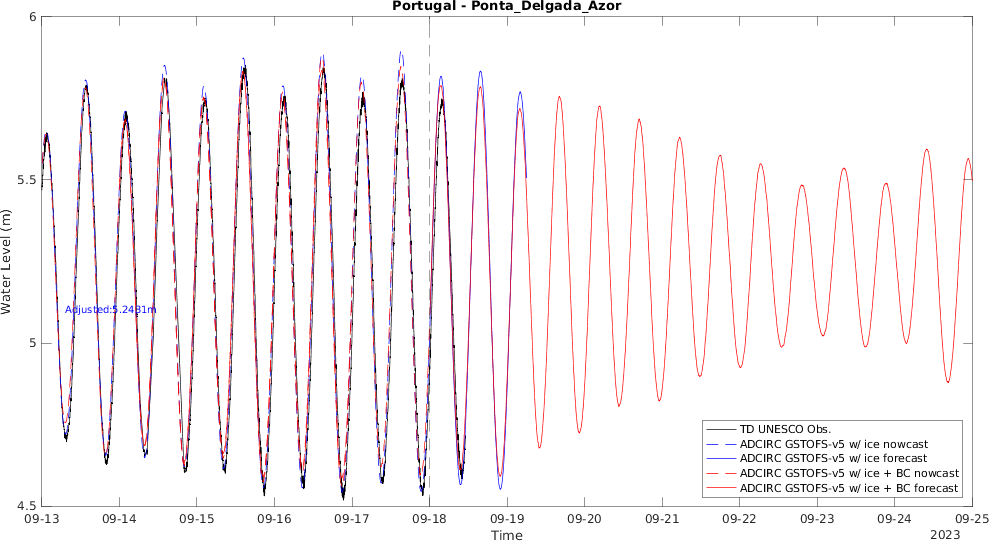 Portugal - Ponta_Delgada_Azor
6
5.5
5
4.5
Water Level (m)
Adjusted:5.2431m
TD UNESCO Obs.
ADCIRC GSTOFS-v5 w/ ice nowcast
ADCIRC GSTOFS-v5 w/ ice forecast
ADCIRC GSTOFS-v5 w/ ice + BC nowcast
ADCIRC GSTOFS-v5 w/ ice + BC forecast
09-13 09-14 09-15 09-16 09-17 09-18 09-19 09-20 09-21 09-22 09-23 09-24 09-25
Time
2023